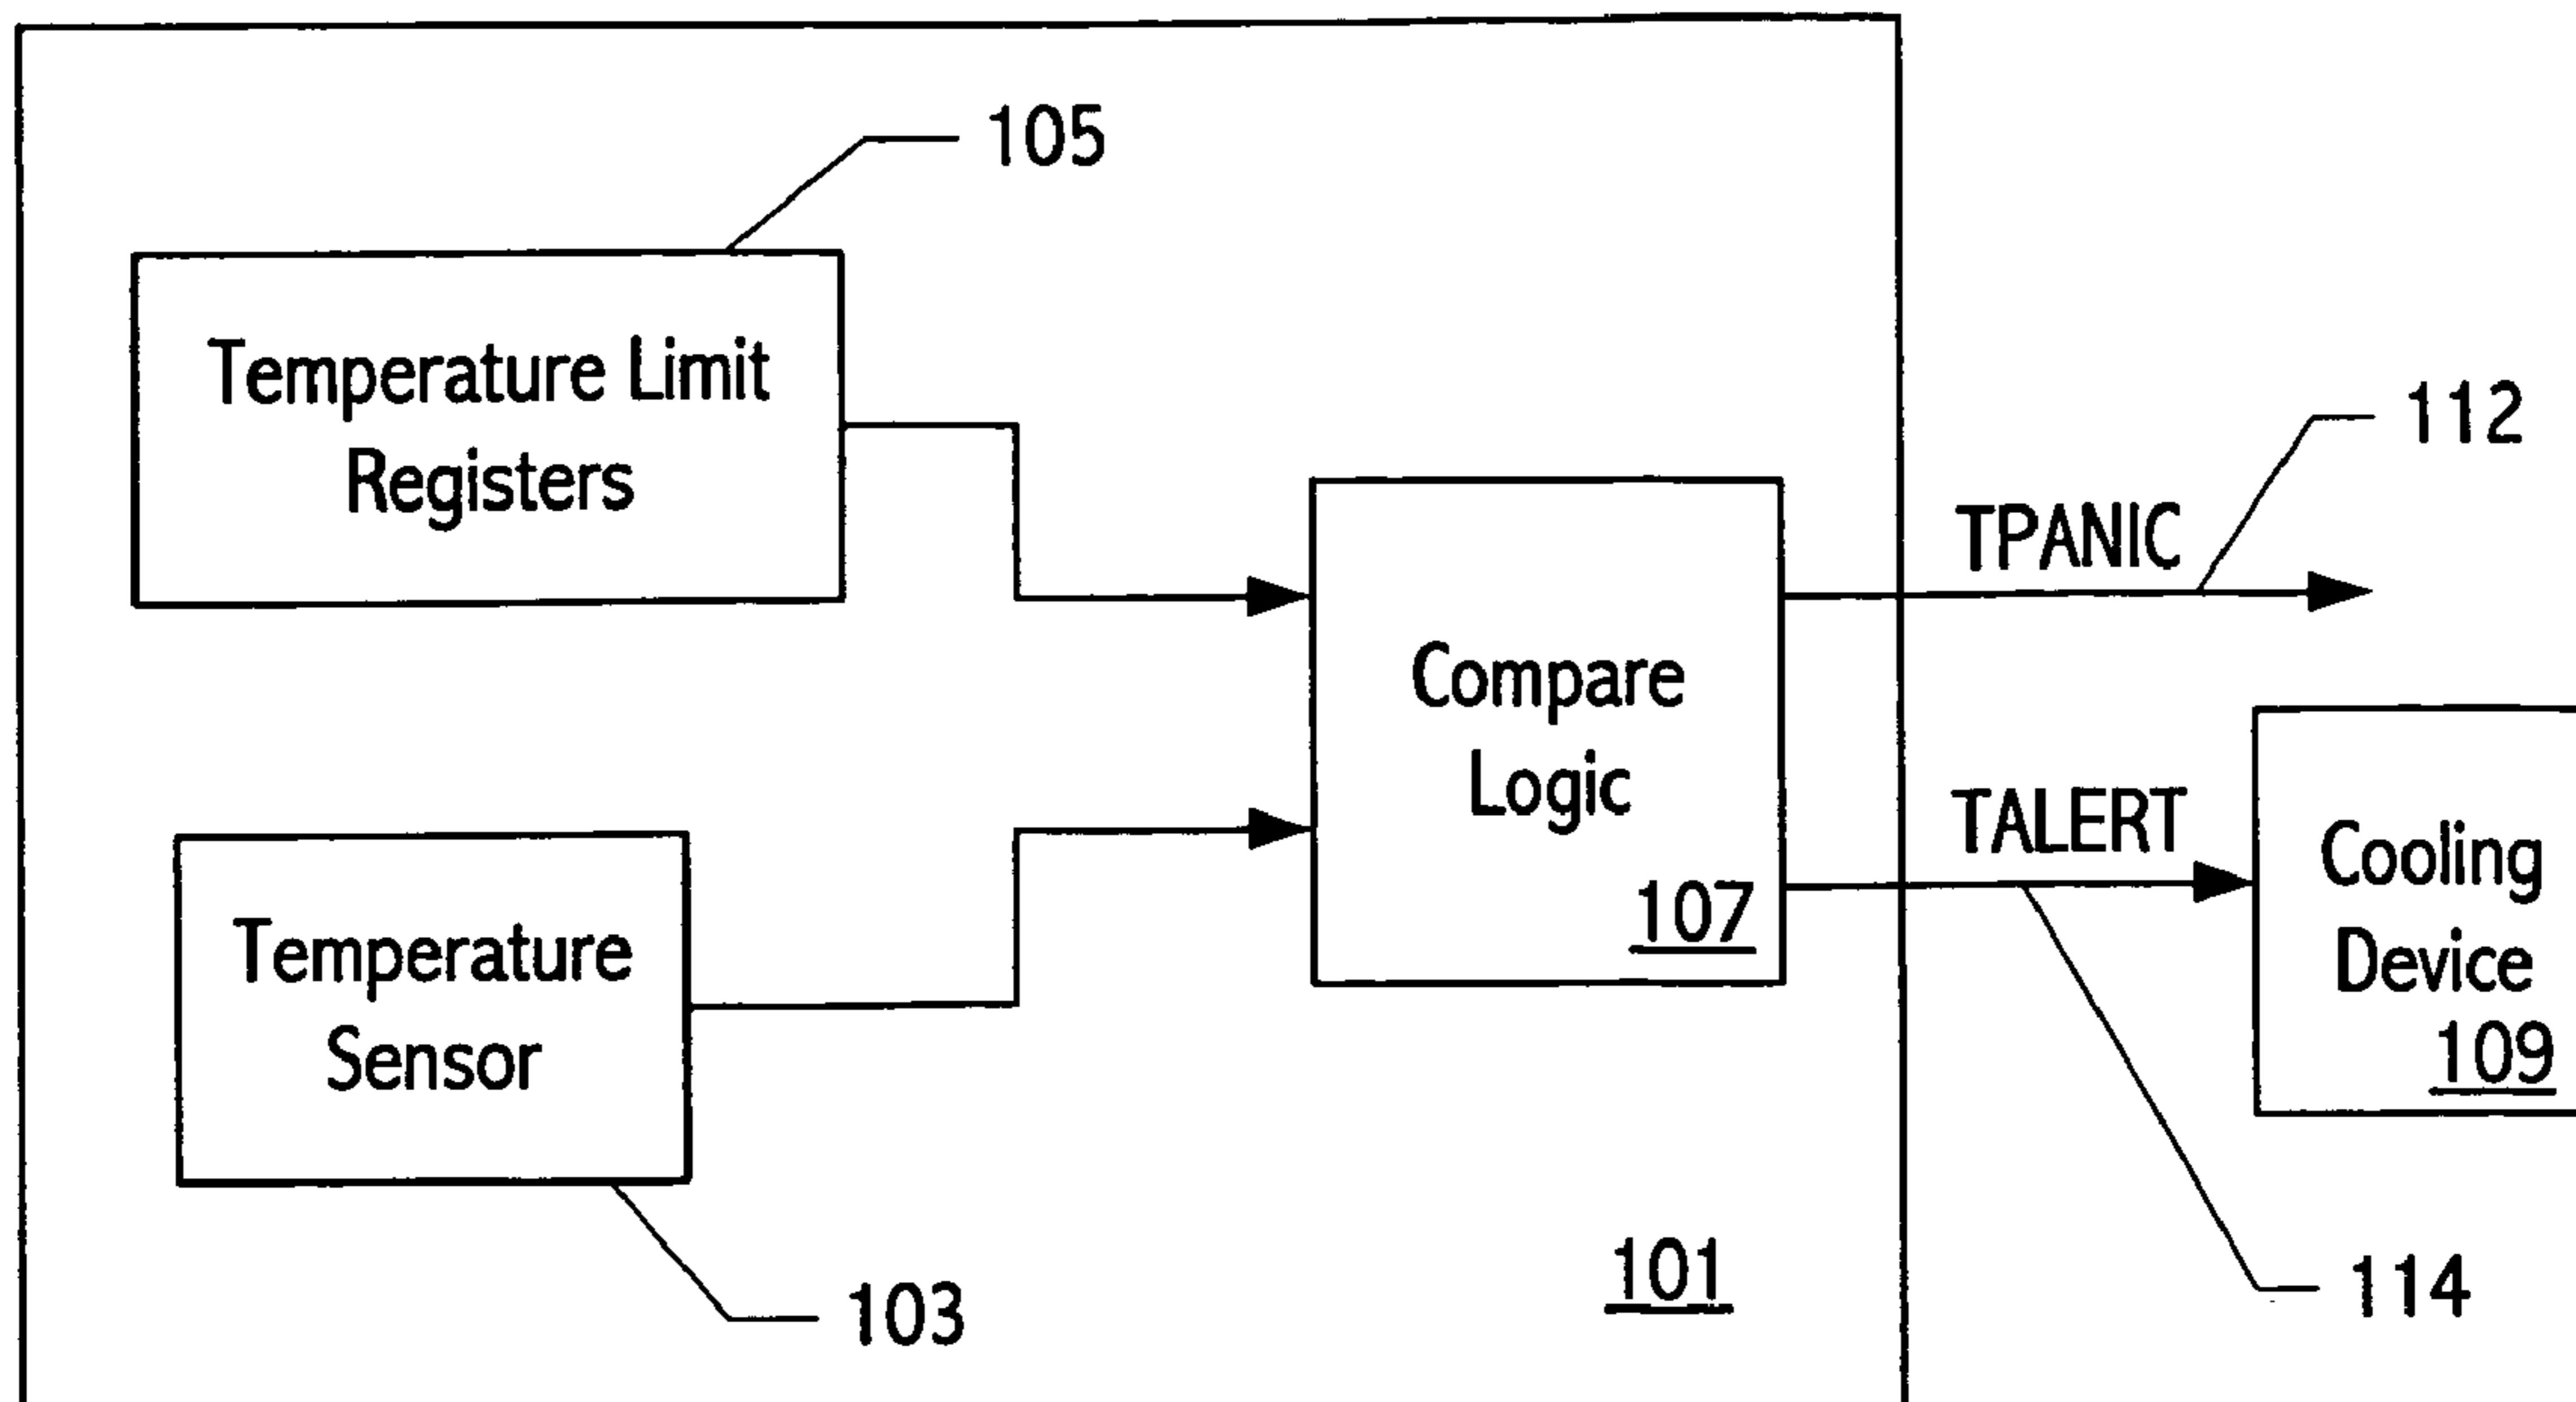 105
Temperature Limit
Registers
112
TPANIC
Compare
Logic
107
TALERT
Cooling
Device
109
Temperature
Sensor
101
114
103